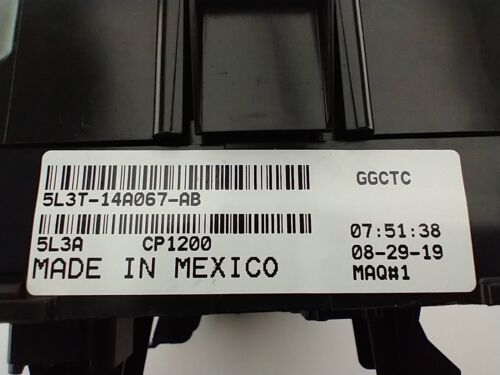 5L3T-14A067-AB
GGCTC
5L3A CP1200
07:51:38
MADE IN MEXICO
08-29-19
MAQ#1